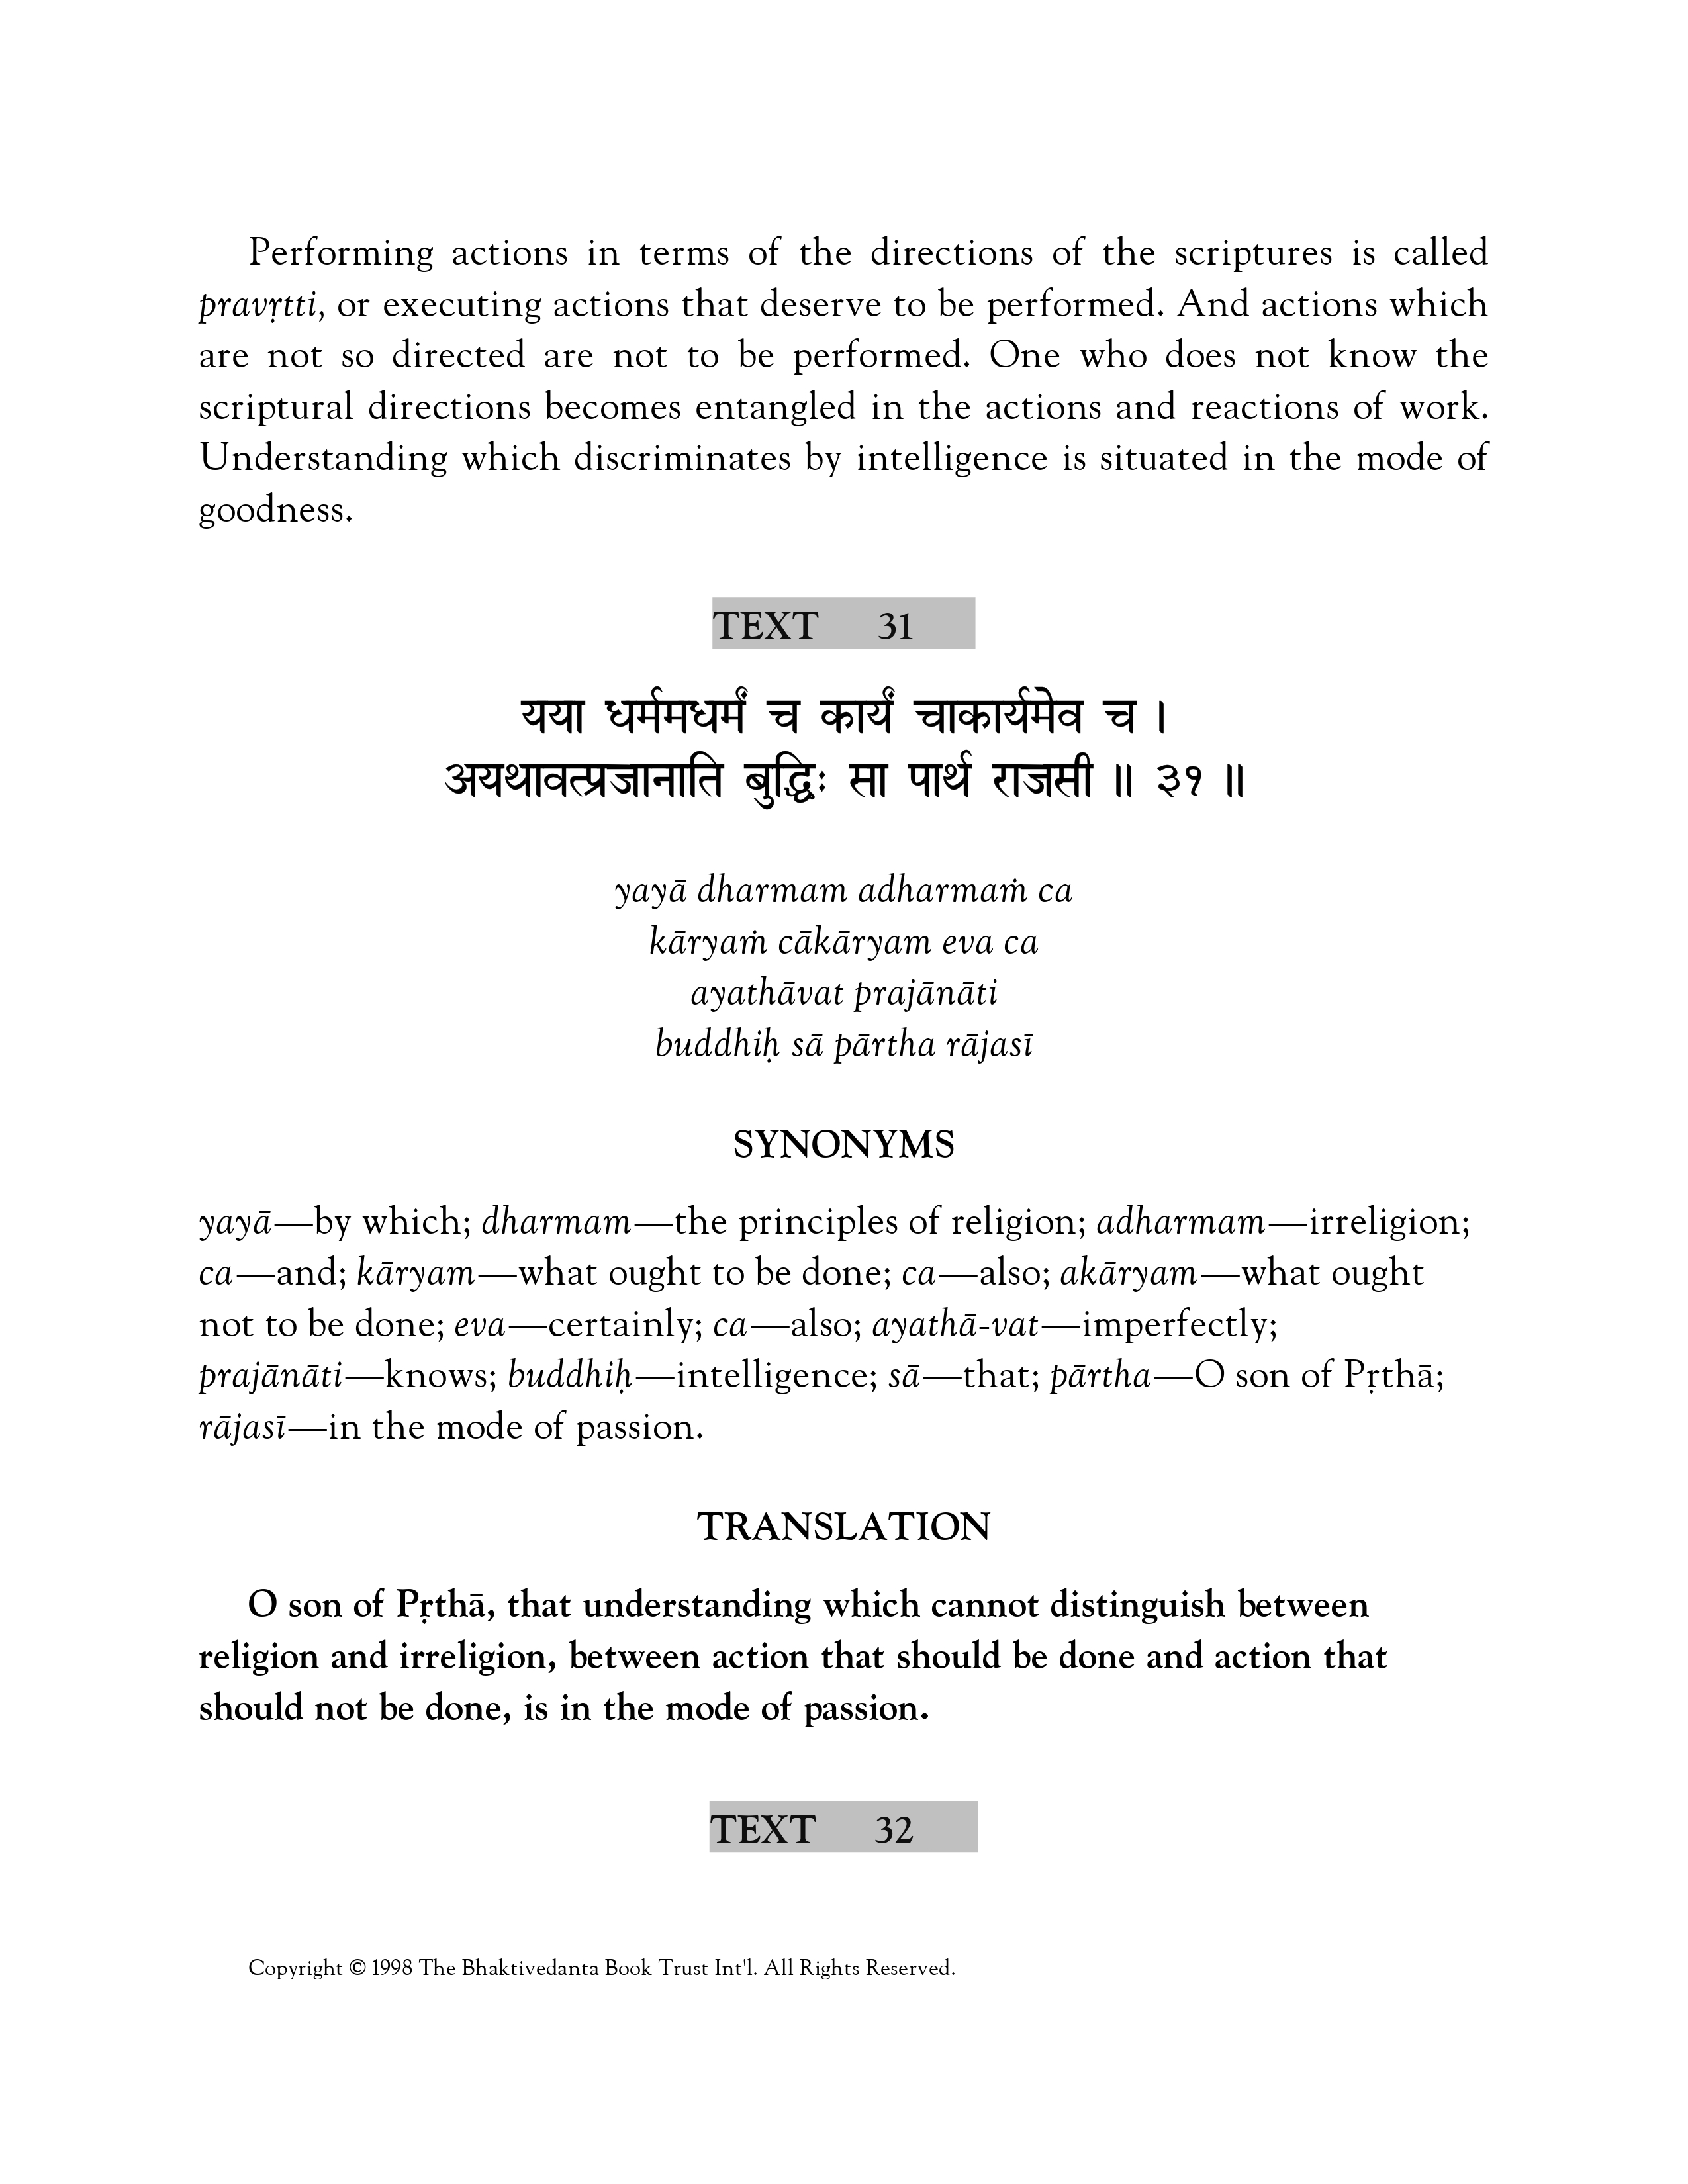 Performing actions in terms of the directions of the scriptures is called
pravṛtti, or executing actions that deserve to be performed. And actions which
are not so directed are not to be performed. One who does not know the
scriptural directions becomes entangled in the actions and reactions of work.
Understanding which discriminates by intelligence is situated in the mode of
goodness.
TEXT 31
यया धर्ममधर्मं च कार्यं चाकार्यमेव च ।
अयथावत्प्रजानाति बुद्धिः सा पार्थ राजसी ॥ ३१ ॥
yayā dharmam adharmaṁ ca
kāryaṁ cākāryam eva ca
ayathāvat prajānāti
buddhiḥ sā pārtha rājasī
SYNONYMS
yayā—by which; dharmam—the principles of religion; adharmam—irreligion;
ca—and; kāryam—what ought to be done; ca—also; akāryam—what ought
not to be done; eva—certainly; ca—also; ayathā-vat—imperfectly;
prajānāti—knows; buddhiḥ—intelligence; sā—that; pārtha—O son of Pṛthā;
rājasī—in the mode of passion.
TRANSLATION
O son of Pṛthā, that understanding which cannot distinguish between
religion and irreligion, between action that should be done and action that
should not be done, is in the mode of passion.
TEXT 32
Copyright © 1998 The Bhaktivedanta Book Trust Int'l. All Rights Reserved.